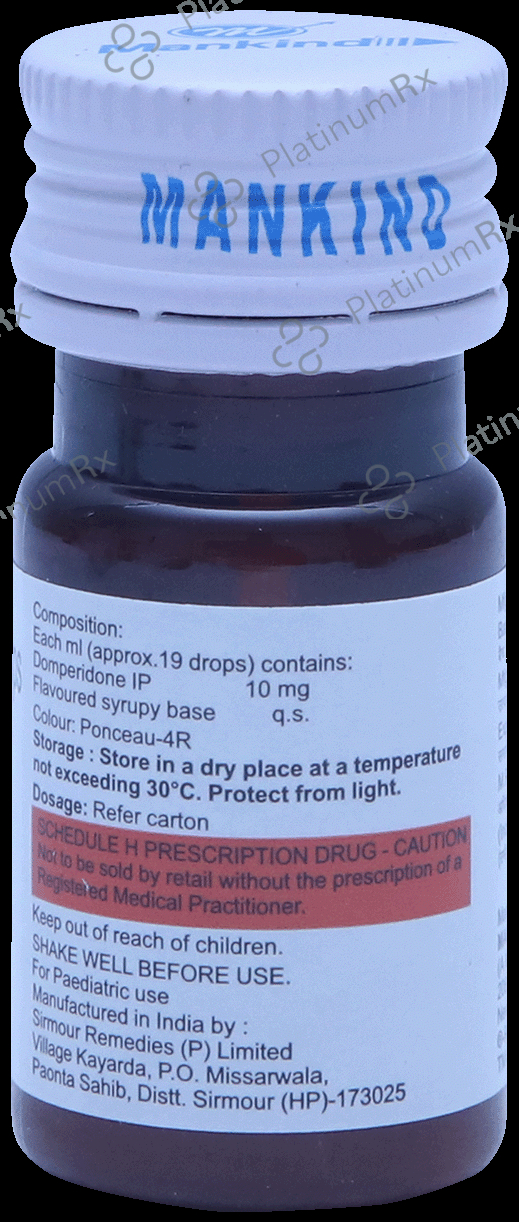 Mankind
MANKIND
Composition:
Each ml (approx.19 drops) contains:
Domperidone IP 10 mg
Flavoured syrupy base q.s.
Colour: Ponceau-4R
Storage : Store in a dry place at a temperature
not exceeding 30°C. Protect from light.
Dosage: Refer carton
SCHEDULE H PRESCRIPTION DRUG - CAUTION
Not to be sold by retail without the prescription of a
Registered Medical Practitioner.
Keep out of reach of children.
SHAKE WELL BEFORE USE.
For Paediatric use
Manufactured in India by :
Sirmour Remedies (P) Limited
Village Kayarda, P.O. Missarwala,
Paonta Sahib, Distt. Sirmour (HP)-173025
PlatinumRx
PlatinumRx
PlatinumRx
PlatinumRx